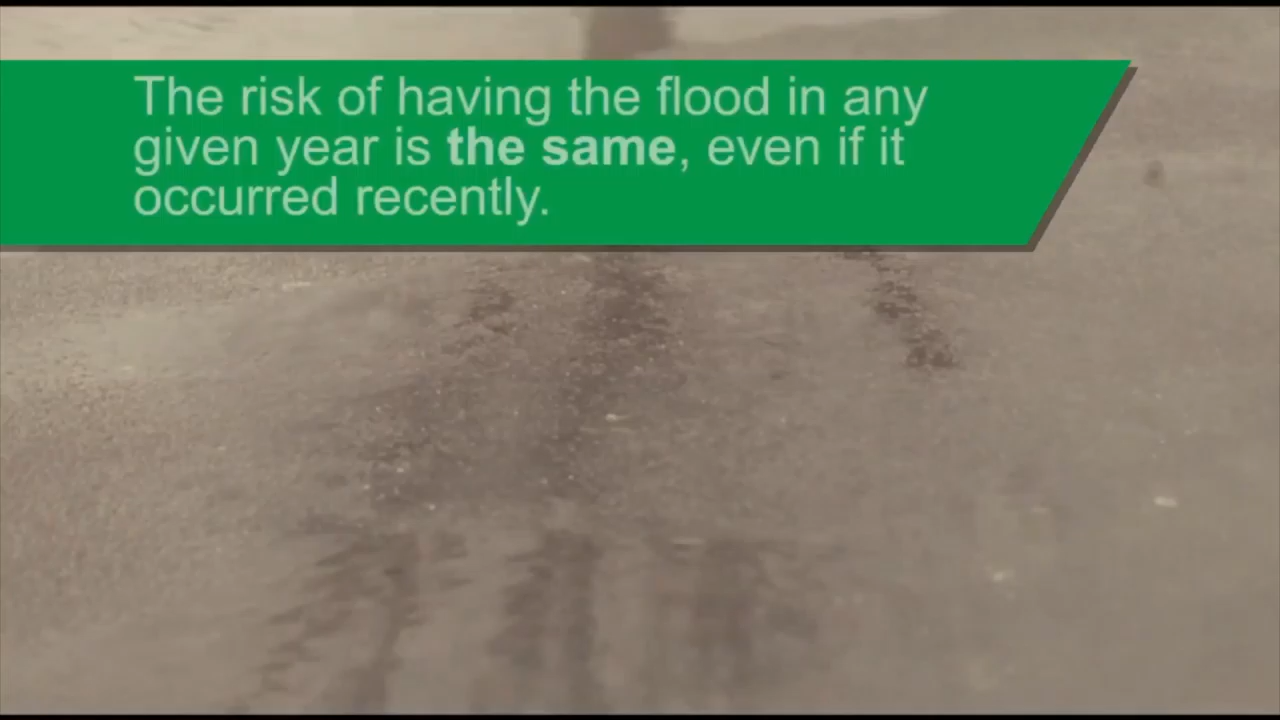 The risk of having the flood in any
given year is the same, even if it
occurred recently.